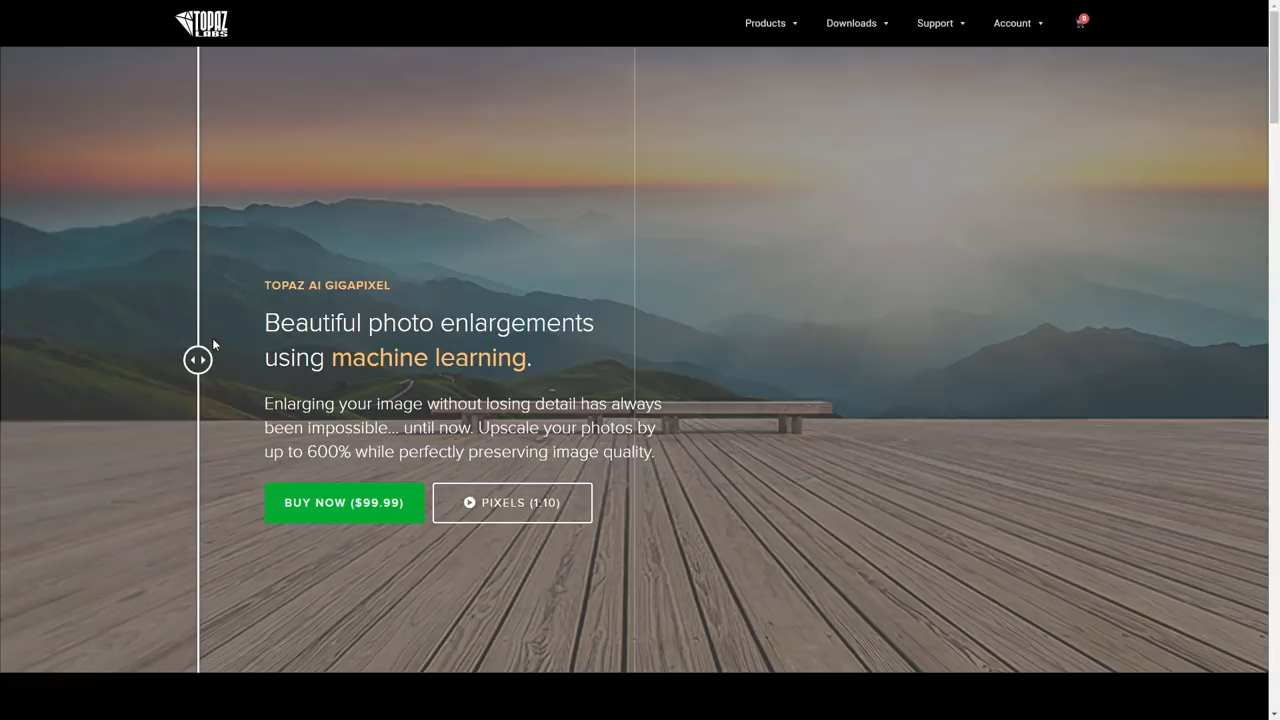 TOPAZ LABS
Products Downloads Support Account 0
TOPAZ AI GIGAPIXEL
Beautiful photo enlargements
using machine learning.
Enlarging your image without losing detail has always
been impossible... until now. Upscale your photos by
up to 600% while perfectly preserving image quality.
BUY NOW ($99.99) PIXELS (1:10)